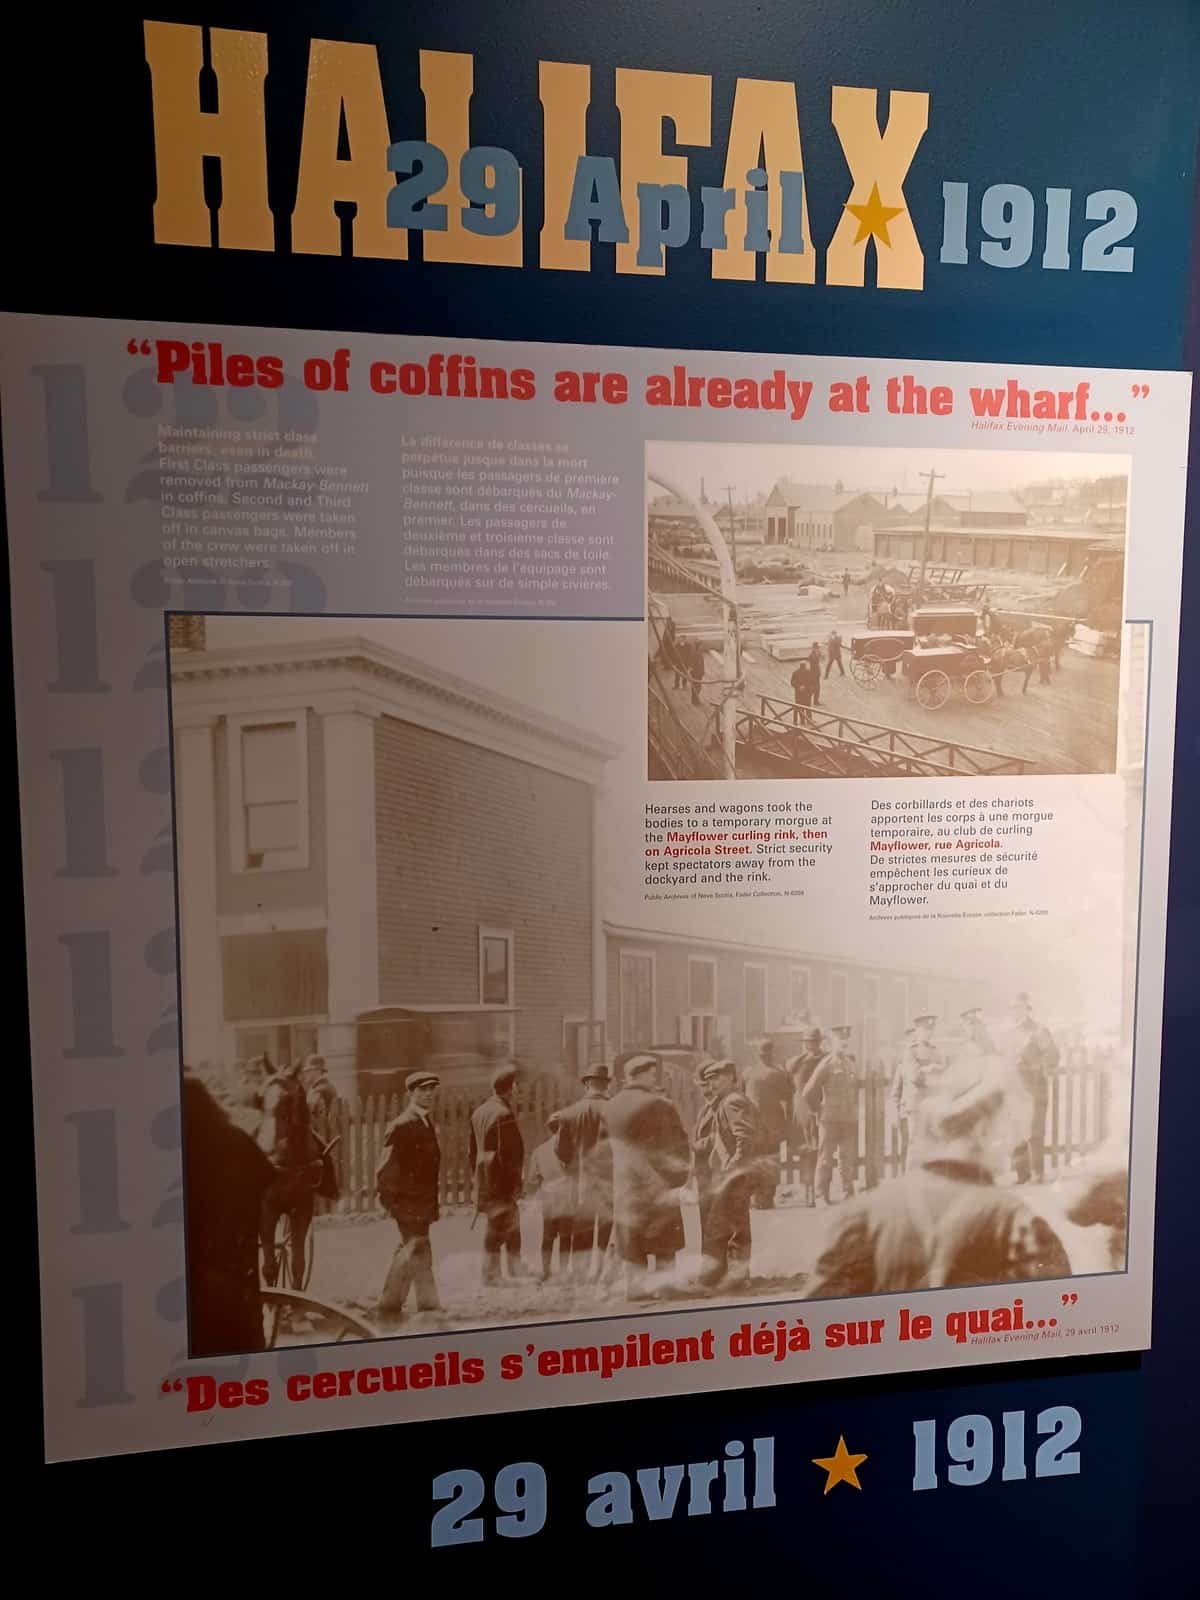 HALIFAX
29 April ★ 1912
“Piles of coffins are already at the wharf...”
Halifax Evening Mail, April 29, 1912
Maintaining strict class
barriers, even in death.
First Class passengers were
removed from Mackay-Bennett
in coffins. Second and Third
Class passengers were taken
off in canvas bags. Members
of the crew were taken off in
open stretchers.
La différence de classes se
perpétue jusque dans la mort
puisque les passagers de première
classe sont débarqués du Mackay-
Bennett, dans des cercueils, en
premier. Les passagers de
deuxième et troisième classe sont
débarqués dans des sacs de toile.
Les membres de l'équipage sont
débarqués sur de simple civières.
Hearses and wagons took the
bodies to a temporary morgue at
the Mayflower curling rink, then
on Agricola Street. Strict security
kept spectators away from the
dockyard and the rink.
Public Archives of Nova Scotia, Fader Collection, N-6209
Des corbillards et des chariots
apportent les corps à une morgue
temporaire, au club de curling
Mayflower, rue Agricola.
De strictes mesures de sécurité
empêchent les curieux de
s'approcher du quai et du
Mayflower.
Archives publiques de la Nouvelle-Écosse, collection Fader, N-6209
“Des cercueils s'empilent déjà sur le quai...”
Halifax Evening Mail, 29 avril 1912
29 avril ★ 1912